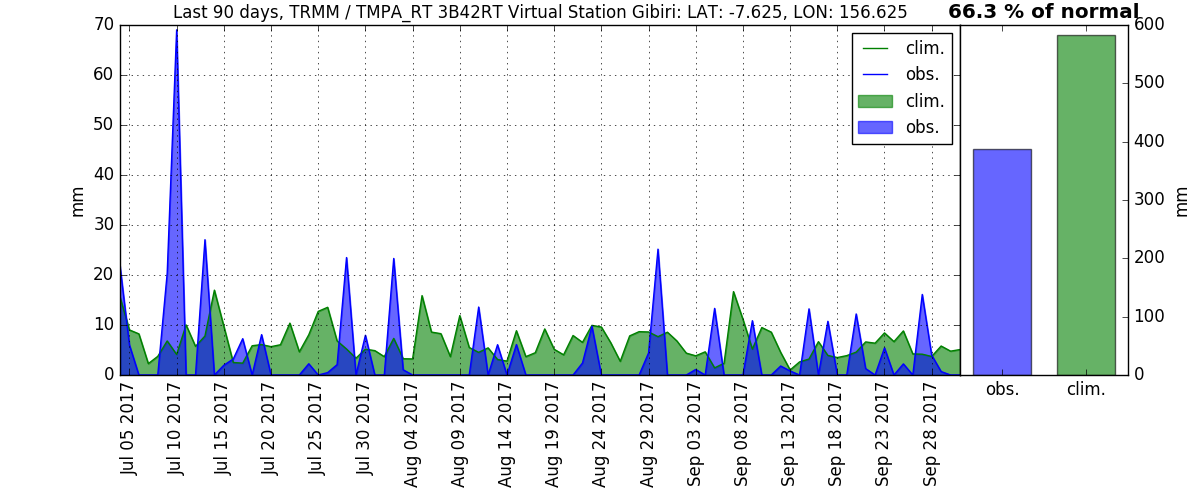 Last 90 days, TRMM / TMPA_RT 3B42RT Virtual Station Gibiri: LAT: -7.625, LON: 156.625
66.3 % of normal
70
60
50
40
30
20
10
0
mm
clim.
obs.
clim.
obs.
600
500
400
300
200
100
0
mm
Jul 05 2017
Jul 10 2017
Jul 15 2017
Jul 20 2017
Jul 25 2017
Jul 30 2017
Aug 04 2017
Aug 09 2017
Aug 14 2017
Aug 19 2017
Aug 24 2017
Aug 29 2017
Sep 03 2017
Sep 08 2017
Sep 13 2017
Sep 18 2017
Sep 23 2017
Sep 28 2017
obs.
clim.